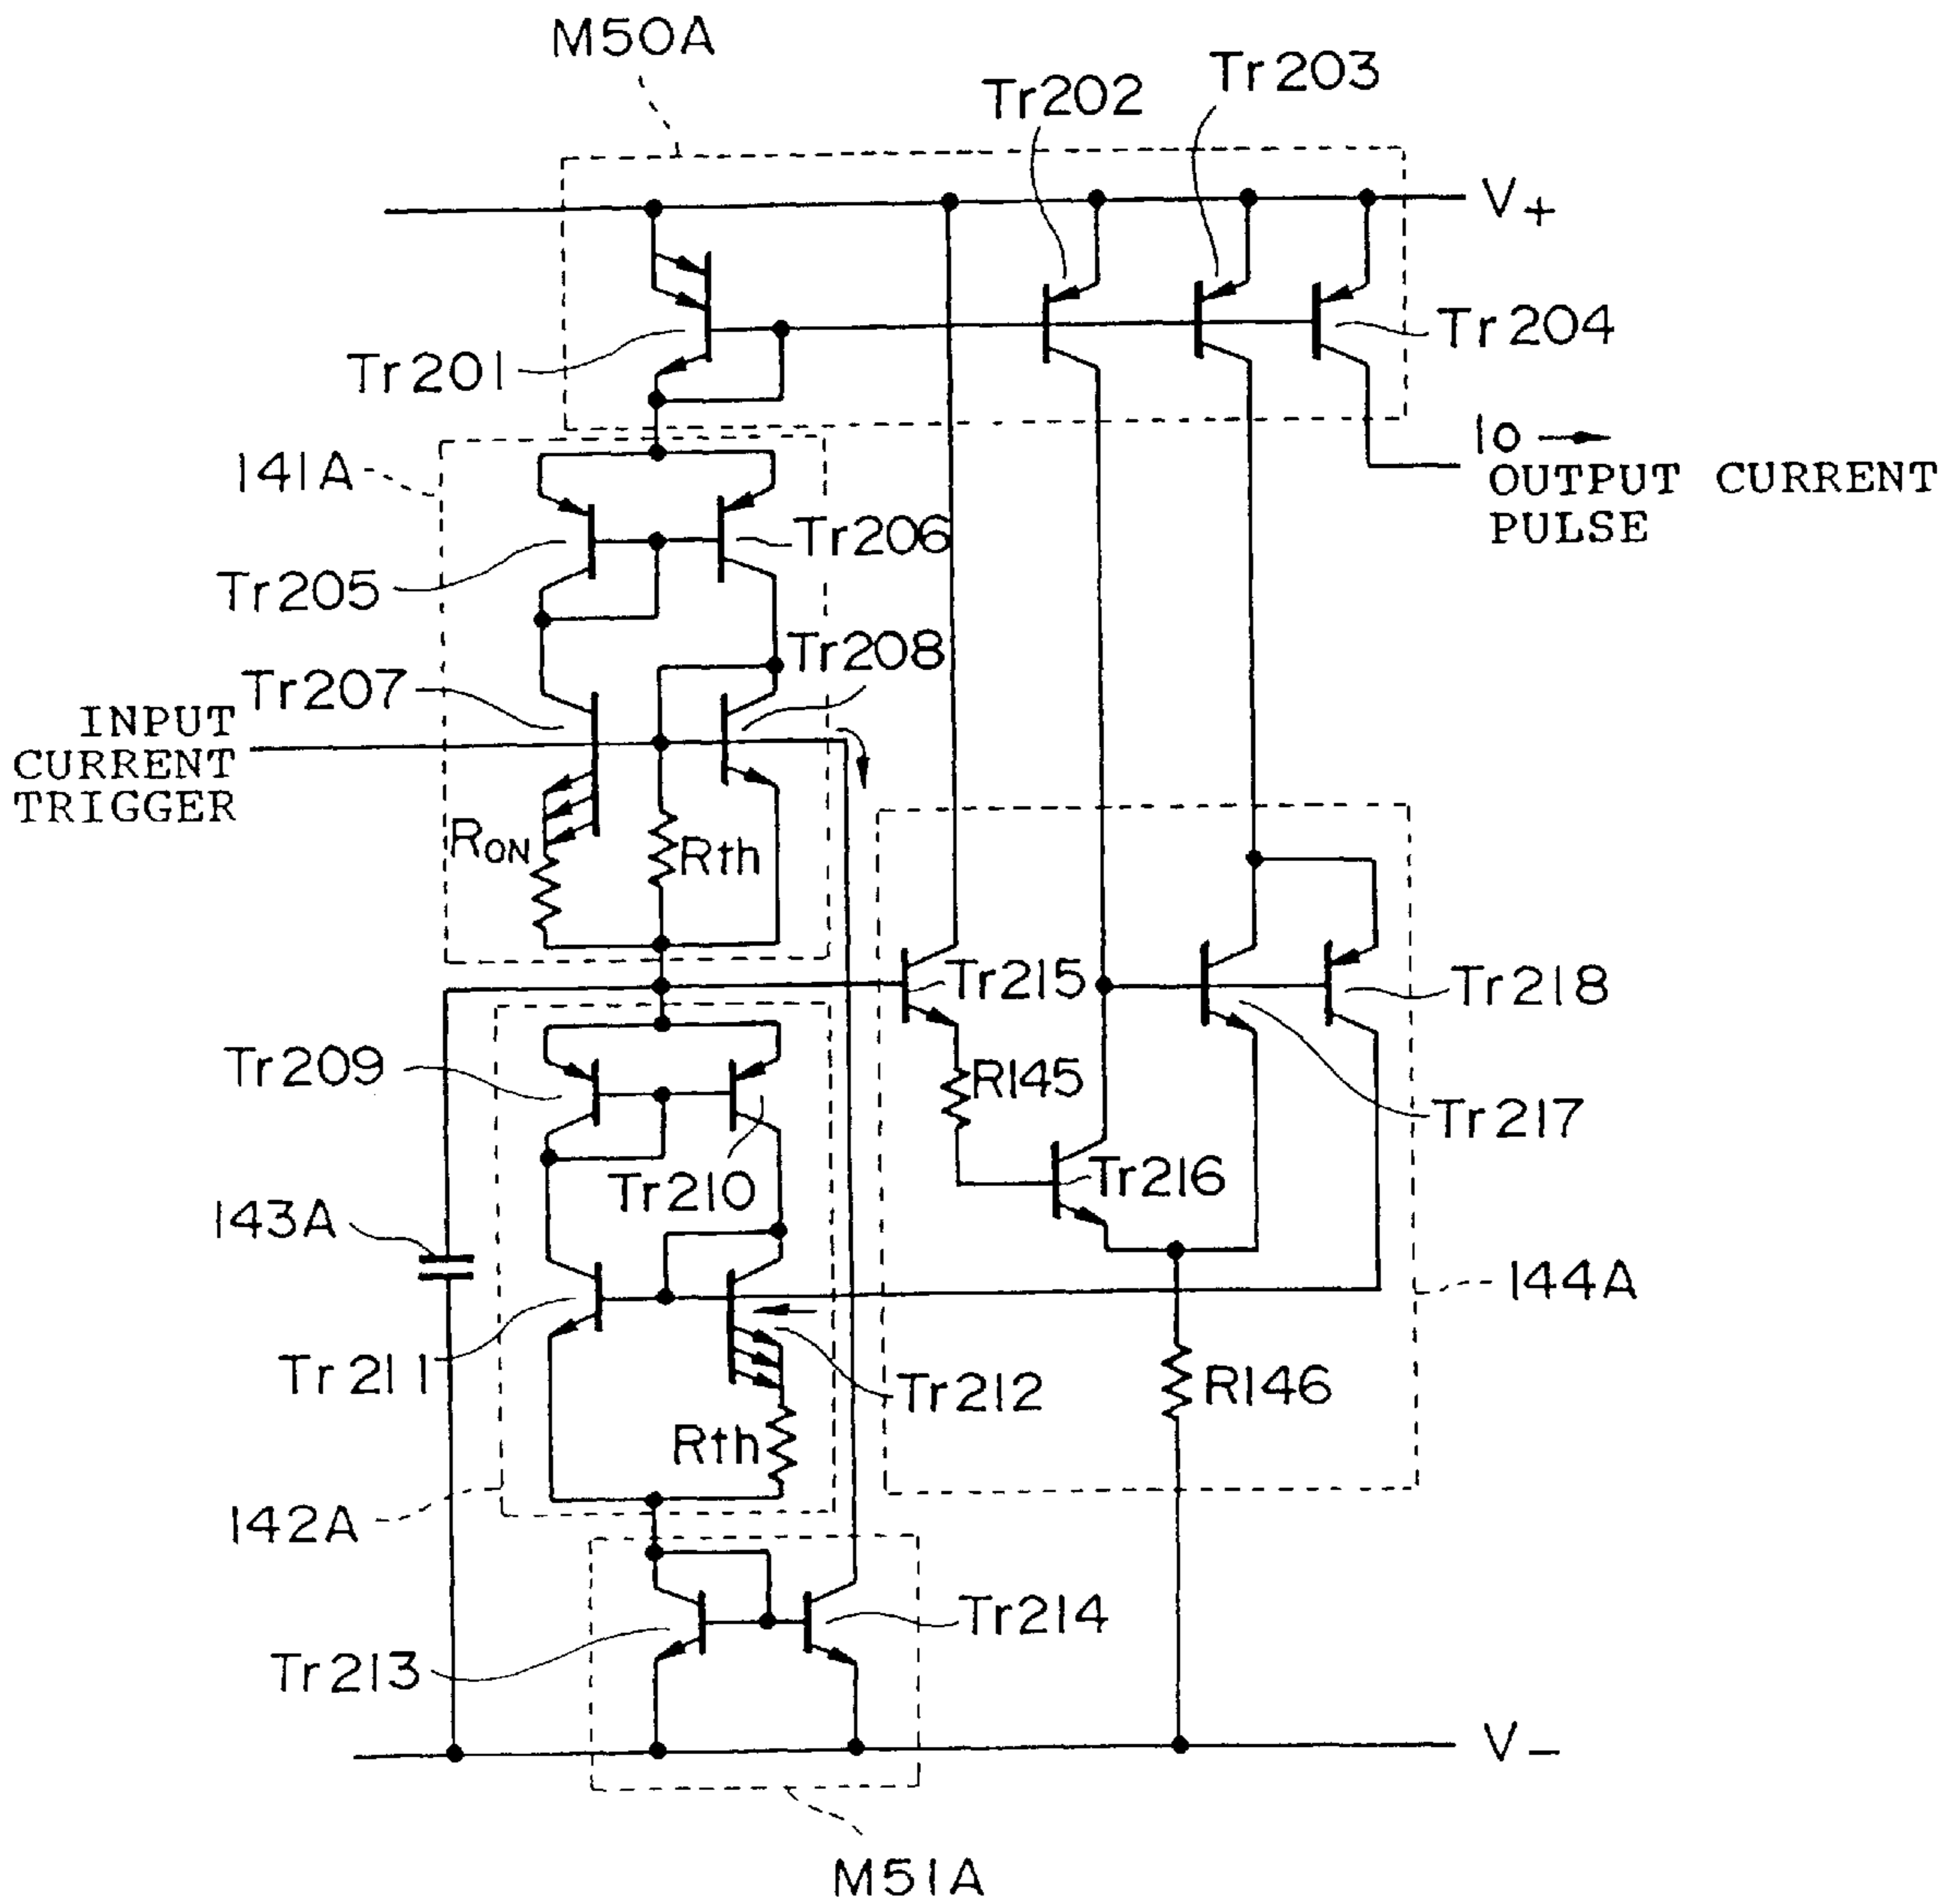 M50A
Tr202
Tr203
V+
Tr201
Tr204
Io
OUTPUT CURRENT
PULSE
141A
Tr206
Tr205
Tr208
Tr207
INPUT
CURRENT
TRIGGER
RON
Rth
Tr215
Tr218
Tr209
R145
Tr217
Tr210
Tr216
143A
144A
Tr211
Tr212
R146
Rth
142A
Tr214
Tr213
V-
M51A